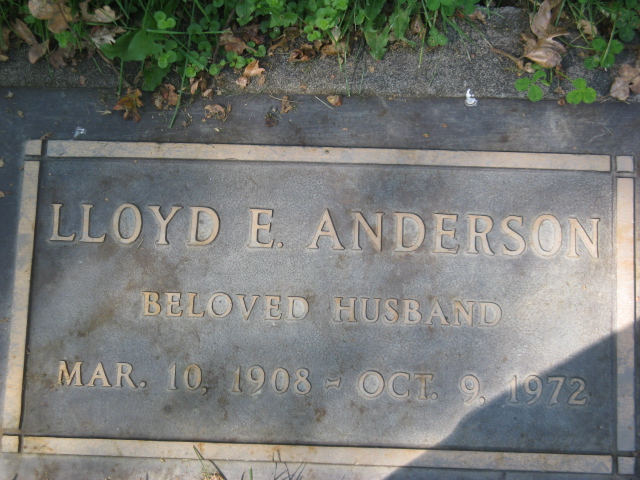 LLOYD E. ANDERSON
BELOVED HUSBAND
MAR. 10, 1908 - OCT. 9, 1972